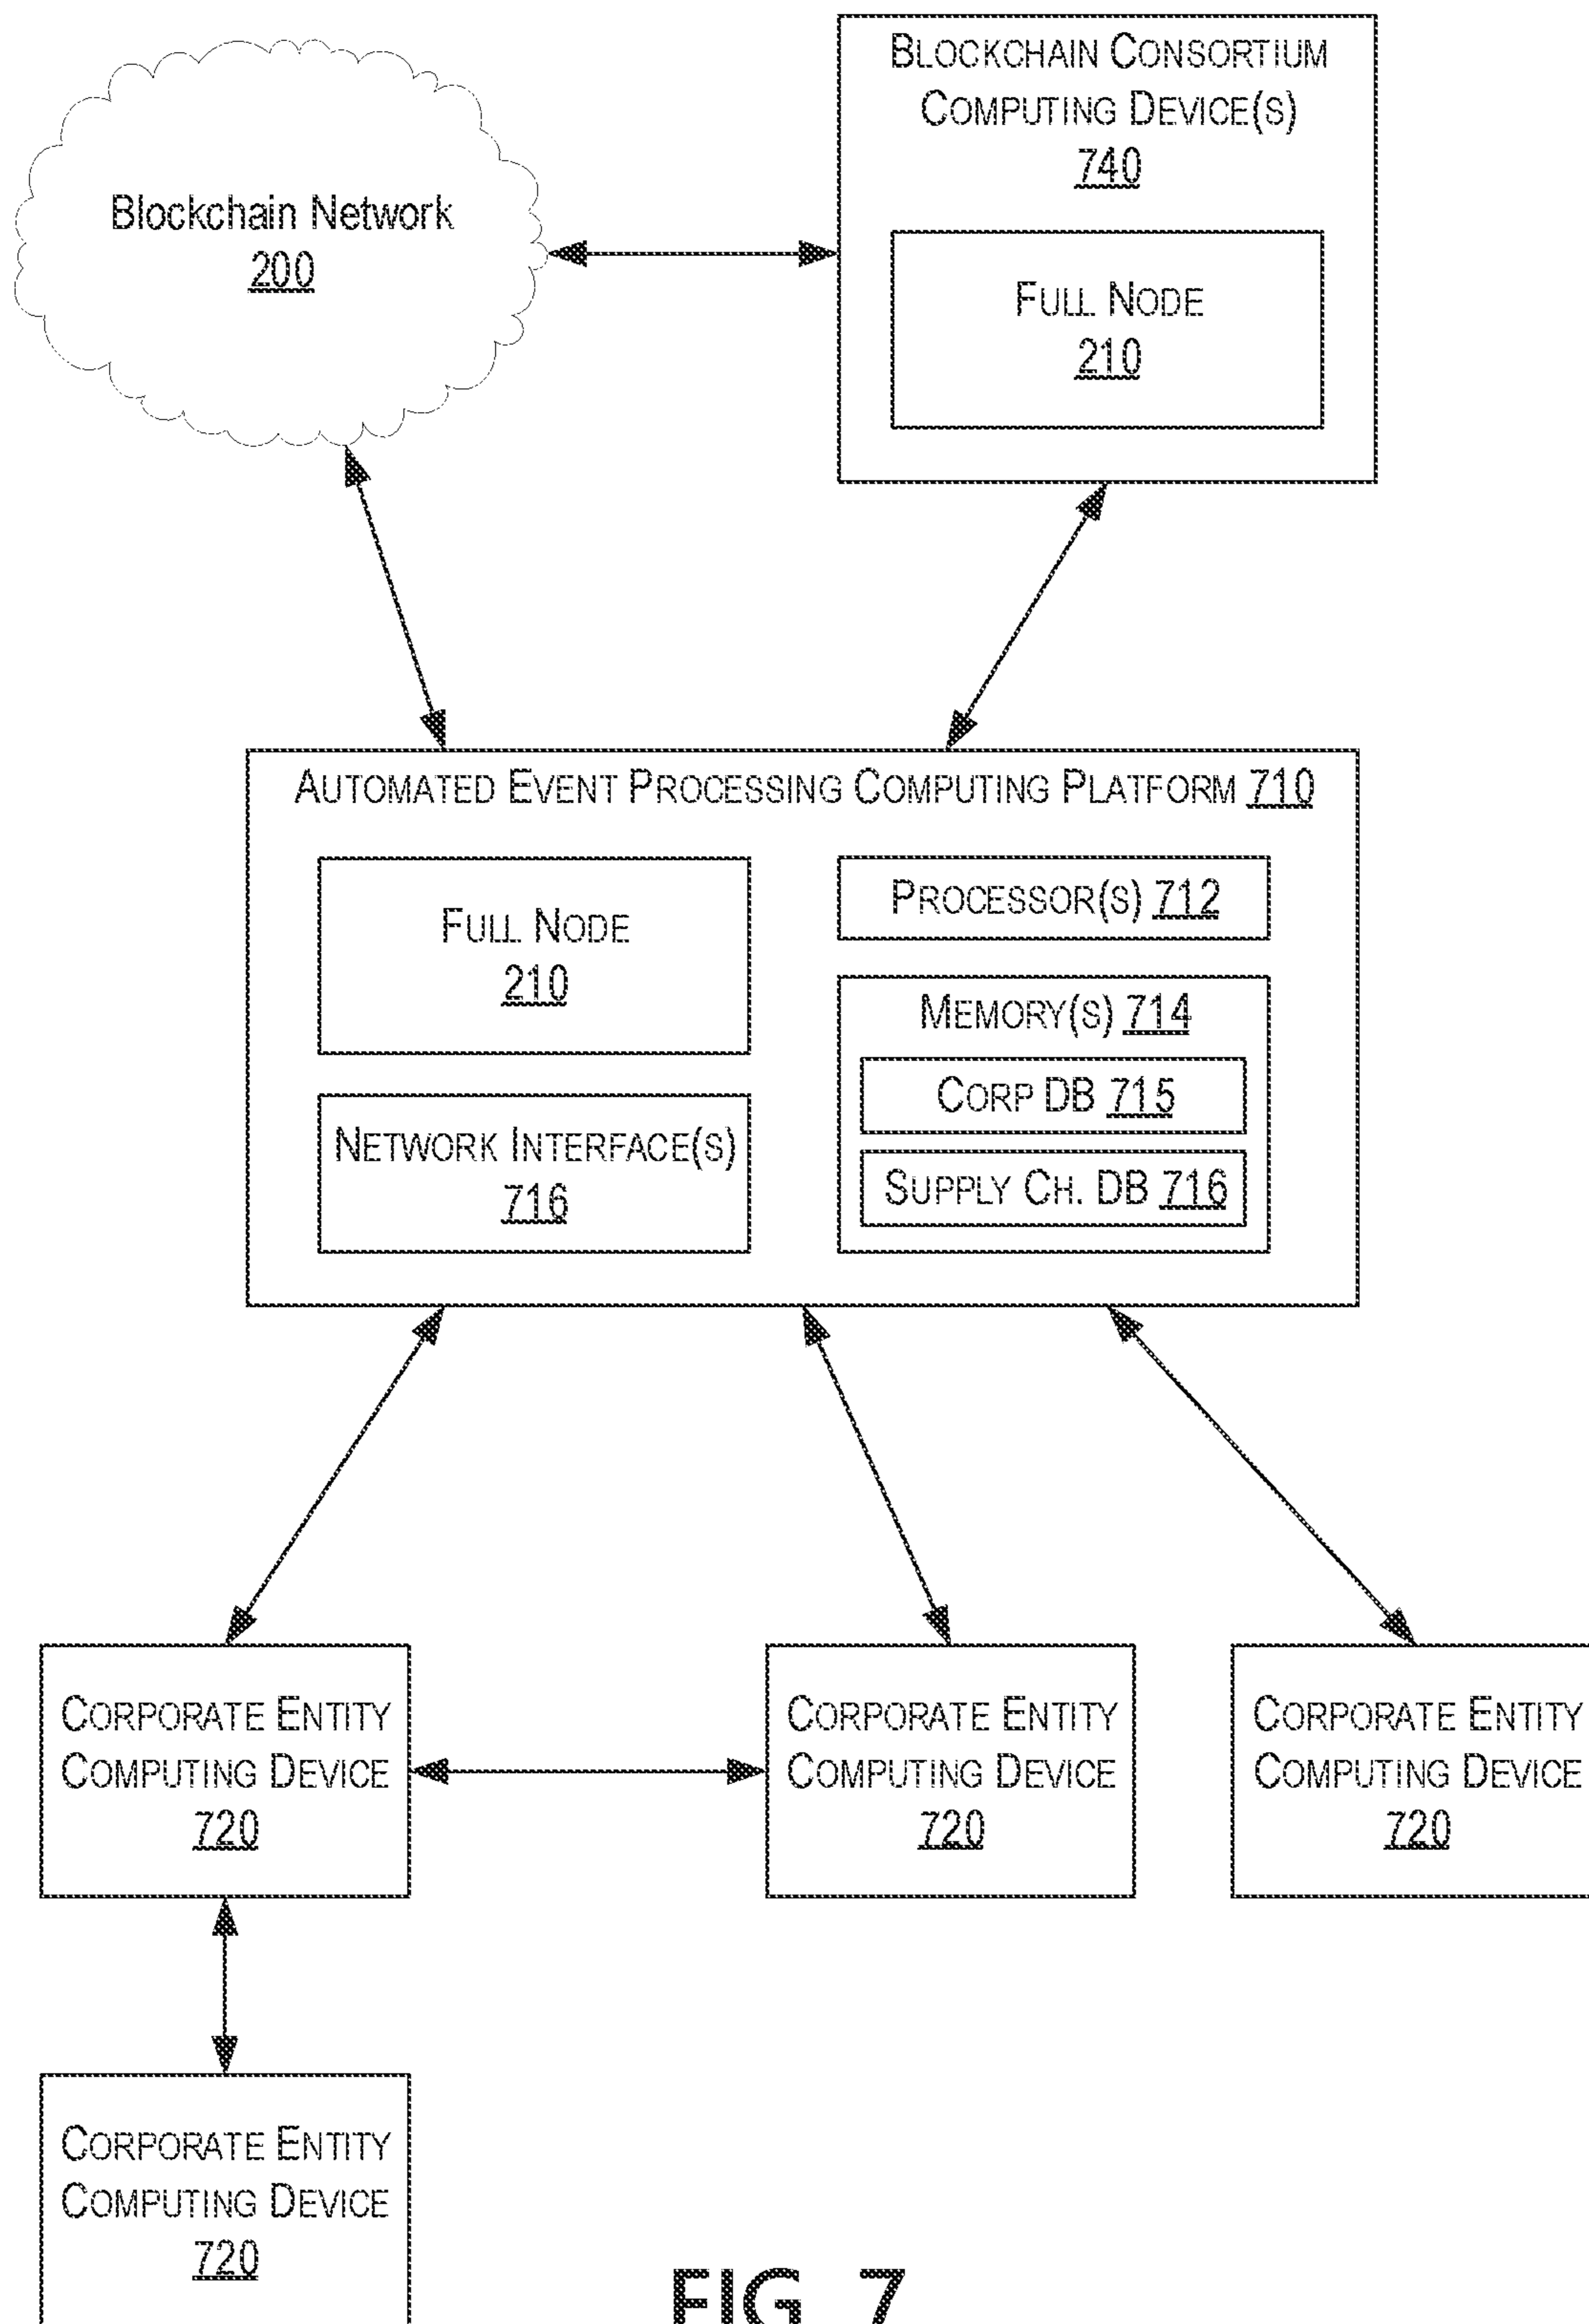 Blockchain Network
200
BLOCKCHAIN CONSORTIUM
COMPUTING DEVICE(S)
740
FULL NODE
210
AUTOMATED EVENT PROCESSING COMPUTING PLATFORM 710
FULL NODE
210
NETWORK INTERFACE(S)
716
PROCESSOR(S) 712
MEMORY(S) 714
CORP DB 715
SUPPLY CH. DB 716
CORPORATE ENTITY
COMPUTING DEVICE
720
CORPORATE ENTITY
COMPUTING DEVICE
720
CORPORATE ENTITY
COMPUTING DEVICE
720
CORPORATE ENTITY
COMPUTING DEVICE
720
FIG. 7